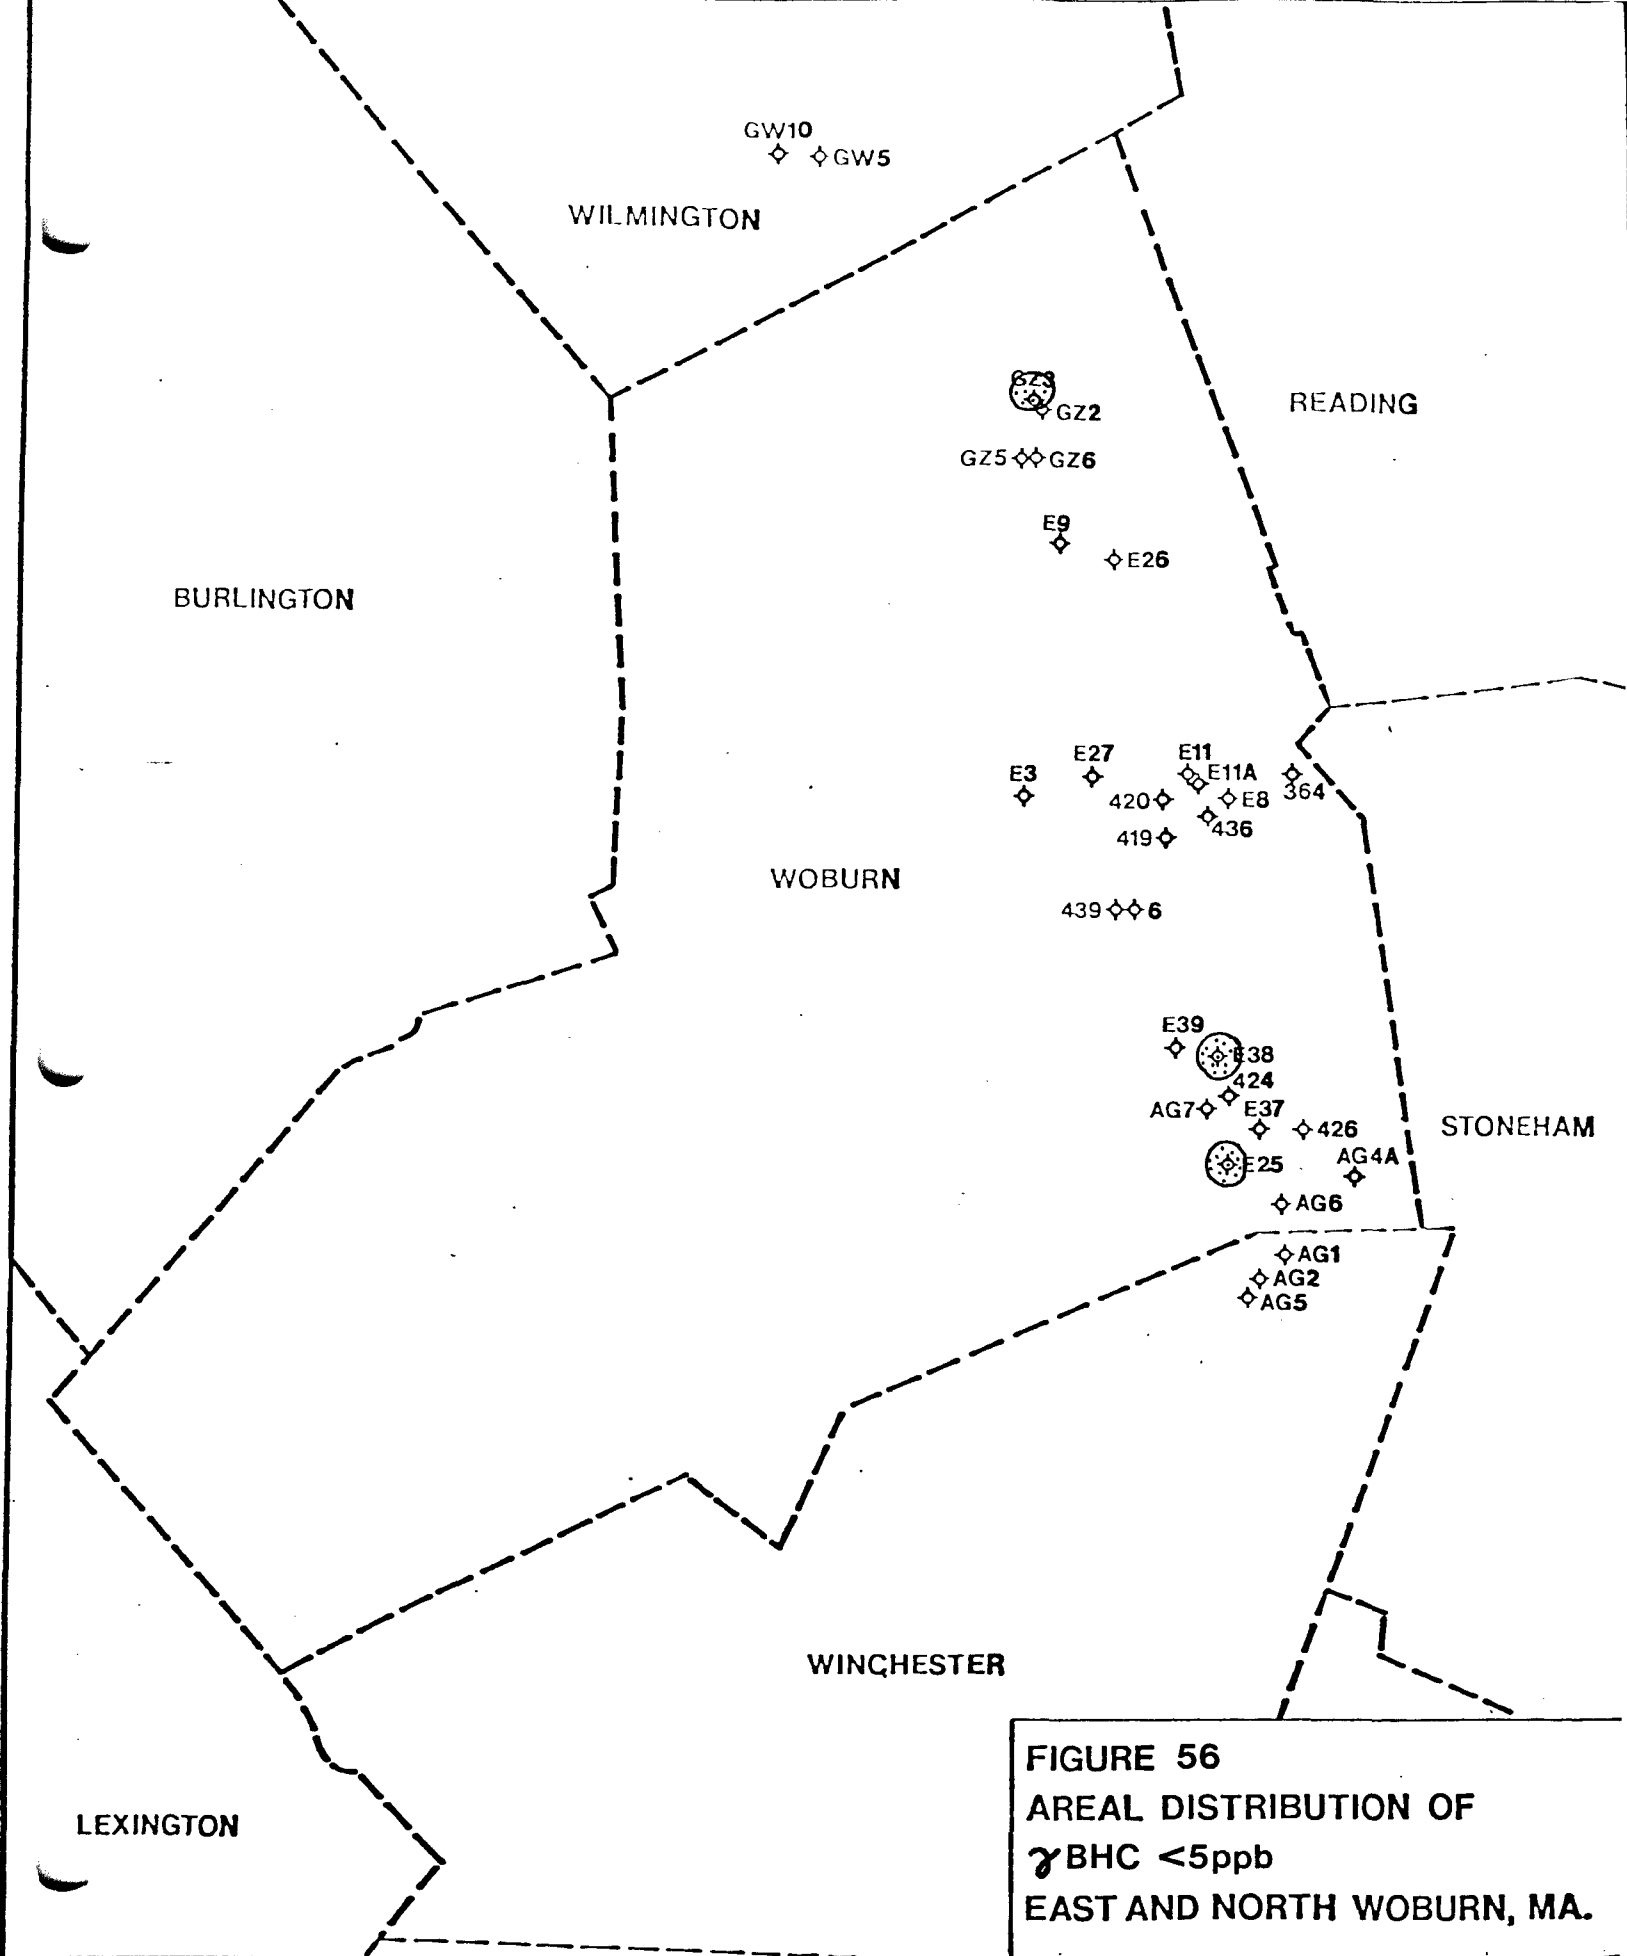 GW10
GW5
WILMINGTON
GZ3
GZ2
READING
GZ5 GZ6
E9
E26
BURLINGTON
E27 E11
E3 E11A
420 E8 364
419 436
WOBURN
439 6
E39
E38
424
AG7 E37 426
STONEHAM
AG4A
E25
AG6
AG1
AG2
AG5
WINCHESTER
LEXINGTON
FIGURE 56
AREAL DISTRIBUTION OF
γBHC <5ppb
EAST AND NORTH WOBURN, MA.